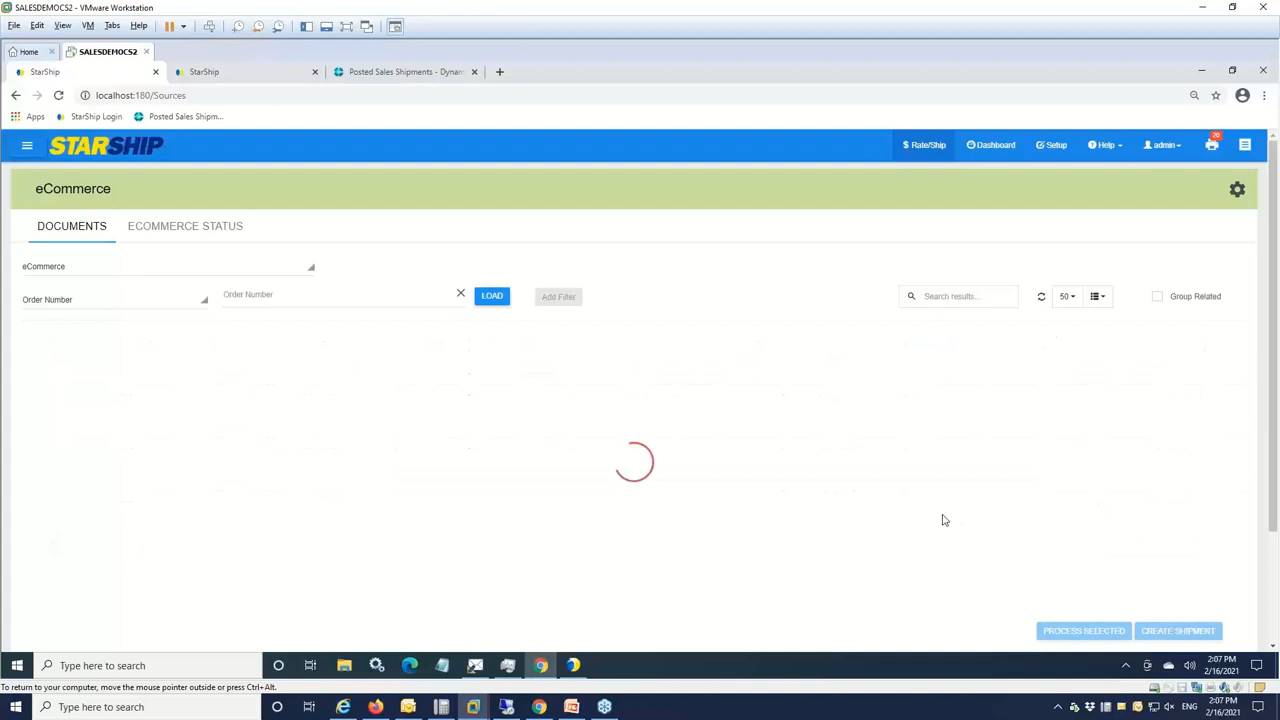 SALESDEMOCS2 - VMware Workstation
File Edit View VM Tabs Help
Home SALESDEMOCS2
StarShip StarShip Posted Sales Shipments - Dynam
localhost:180/Sources
Apps StarShip Login Posted Sales Shipm...
STARSHIP $ Rate/Ship Dashboard Setup Help admin 20
eCommerce
DOCUMENTS ECOMMERCE STATUS
eCommerce
Order Number Order Number LOAD Add Filter Search results... 50 Group Related
PROCESS SELECTED CREATE SHIPMENT
Type here to search 2:07 PM
2/16/2021
To return to your computer, move the mouse pointer outside or press Ctrl+Alt.
Type here to search ENG 2:07 PM
2/16/2021